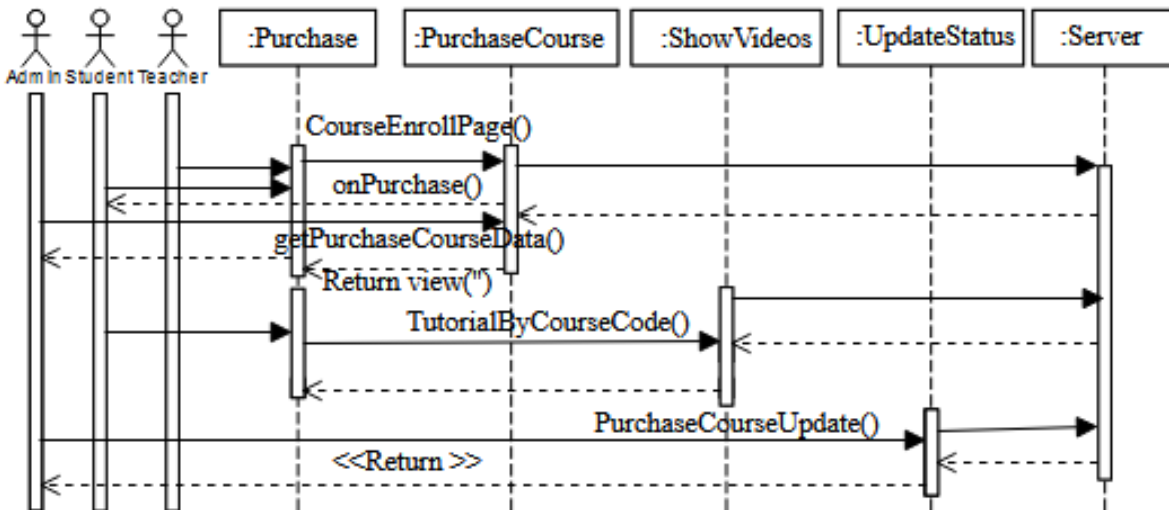 :Purchase :PurchaseCourse :ShowVideos :UpdateStatus :Server
Admin Student Teacher
CourseEnrollPage()
onPurchase()
getPurchaseCourseData()
Return view('')
TutorialByCourseCode()
PurchaseCourseUpdate()
<<Return >>